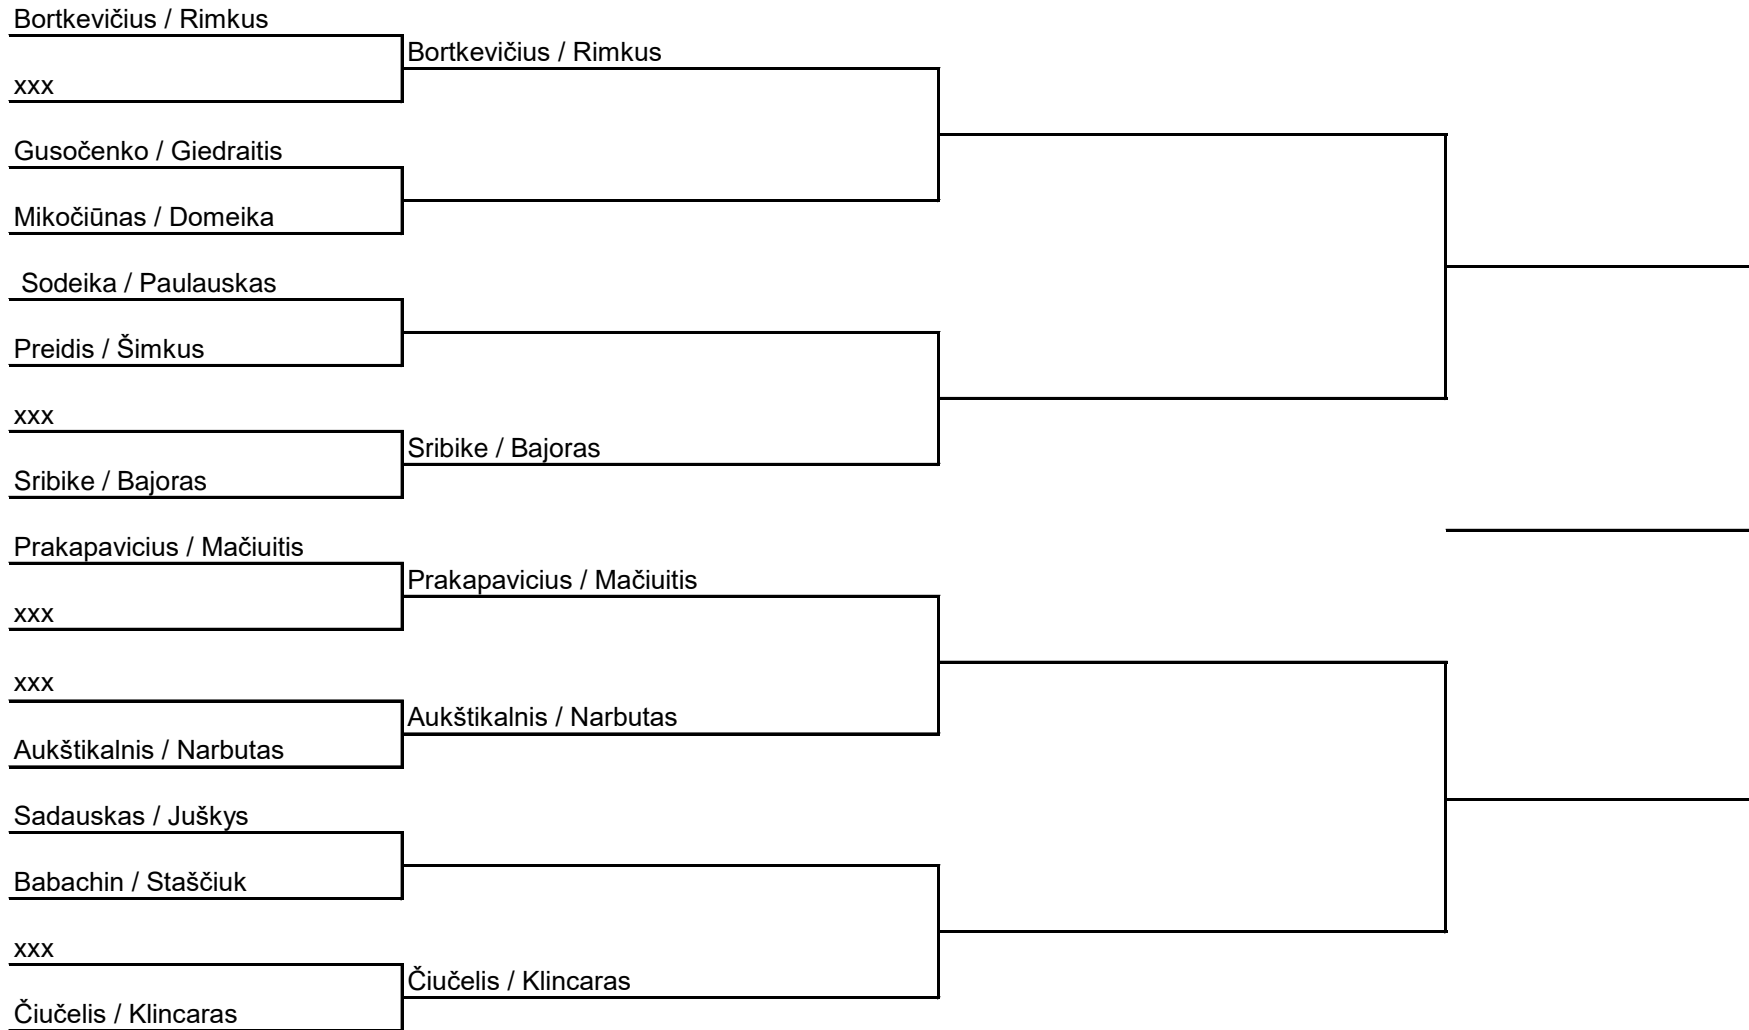 Bortkevičius / Rimkus
Bortkevičius / Rimkus
xxx
Gusočenko / Giedraitis
Mikočiūnas / Domeika
Sodeika / Paulauskas
Preidis / Šimkus
xxx
Sribike / Bajoras
Sribike / Bajoras
Prakapavicius / Mačiuitis
Prakapavicius / Mačiuitis
xxx
xxx
Aukštikalnis / Narbutas
Aukštikalnis / Narbutas
Sadauskas / Juškys
Babachin / Staščiuk
xxx
Čiučelis / Klincaras
Čiučelis / Klincaras